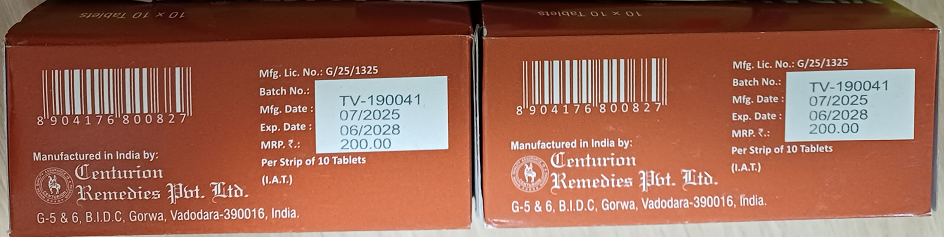 10 x 10 Tablets
Mfg. Lic. No.: G/25/1325
Batch No.: TV-190041
Mfg. Date : 07/2025
Exp. Date : 06/2028
MRP. ₹.: 200.00
Per Strip of 10 Tablets
(I.A.T.)
8 904176 800827
Manufactured in India by:
Centurion
Remedies Pvt. Ltd.
G-5 & 6, B.I.D.C, Gorwa, Vadodara-390016, India.
10 x 10 Tablets
Mfg. Lic. No.: G/25/1325
Batch No.: TV-190041
Mfg. Date : 07/2025
Exp. Date : 06/2028
MRP. ₹.: 200.00
Per Strip of 10 Tablets
(I.A.T.)
8 904176 800827
Manufactured in India by:
Centurion
Remedies Pvt. Ltd.
G-5 & 6, B.I.D.C, Gorwa, Vadodara-390016, India.